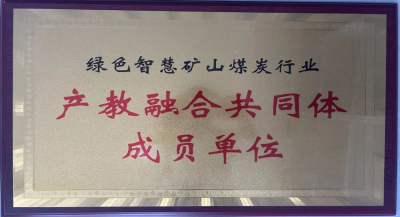 绿色智慧矿山煤炭行业
产教融合共同体
成员单位